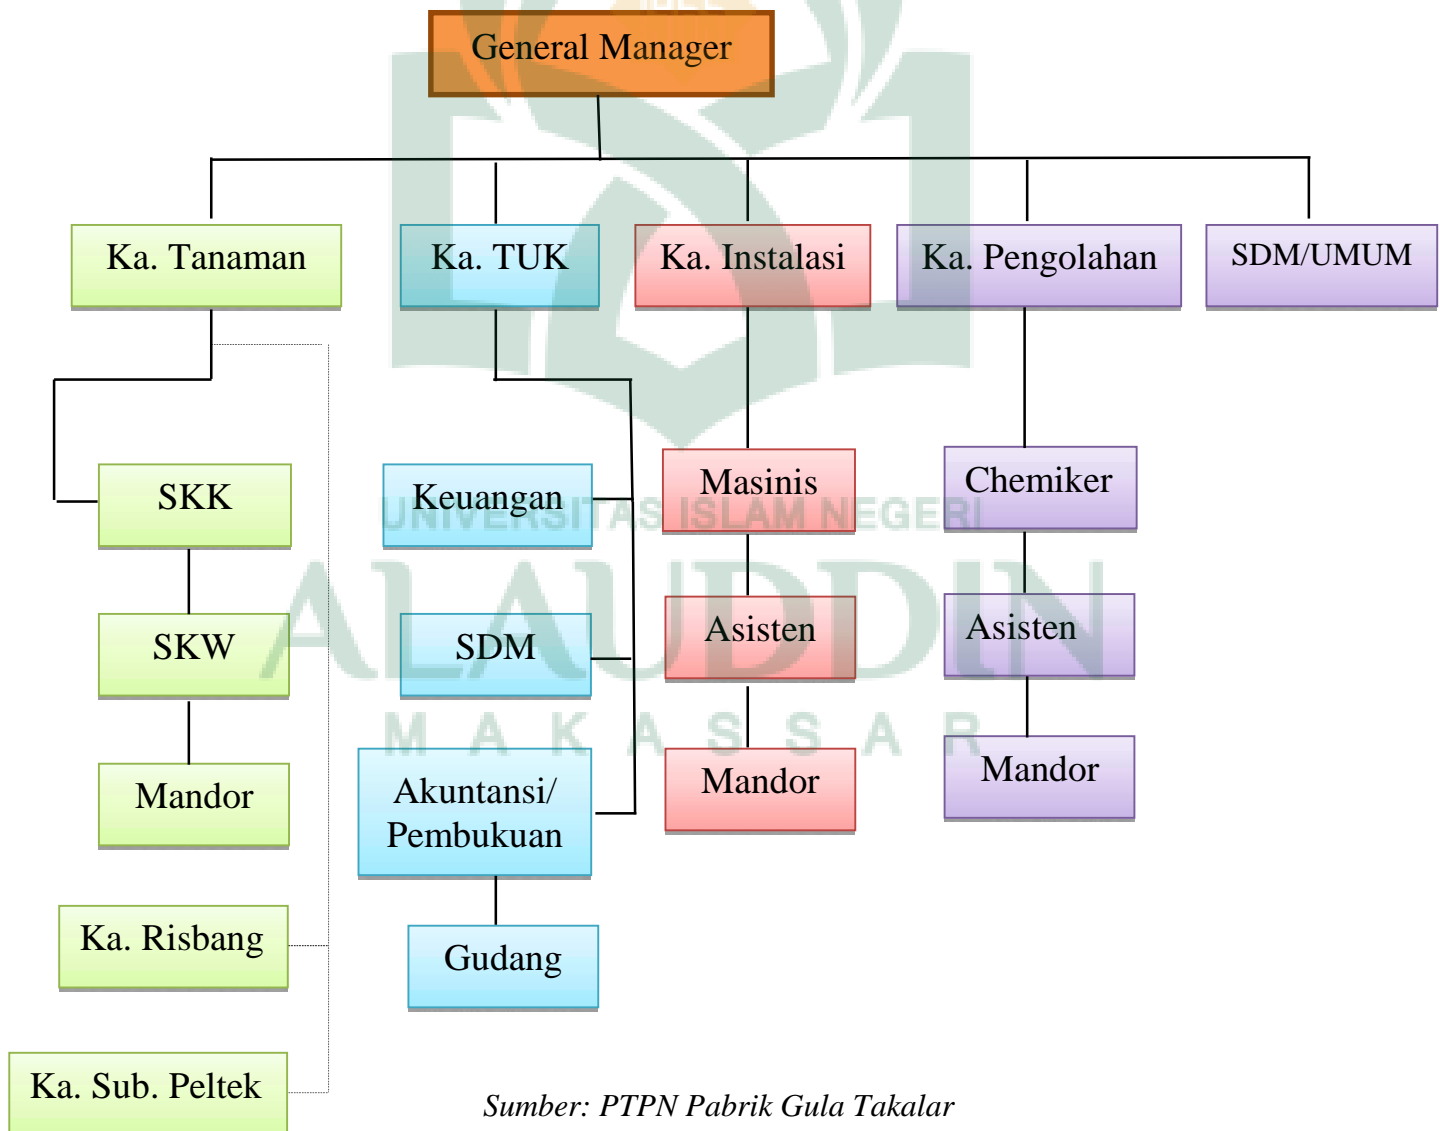 General Manager
Ka. Tanaman
Ka. TUK
Ka. Instalasi
Ka. Pengolahan
SDM/UMUM
SKK
Keuangan
Masinis
Chemiker
UNIVERSITAS ISLAM NEGERI
SKW
SDM
Asisten
Asisten
ALAUDDIN
MAKASSAR
Mandor
Akuntansi/
Pembukuan
Mandor
Mandor
Ka. Risbang
Gudang
Ka. Sub. Peltek
Sumber: PTPN Pabrik Gula Takalar